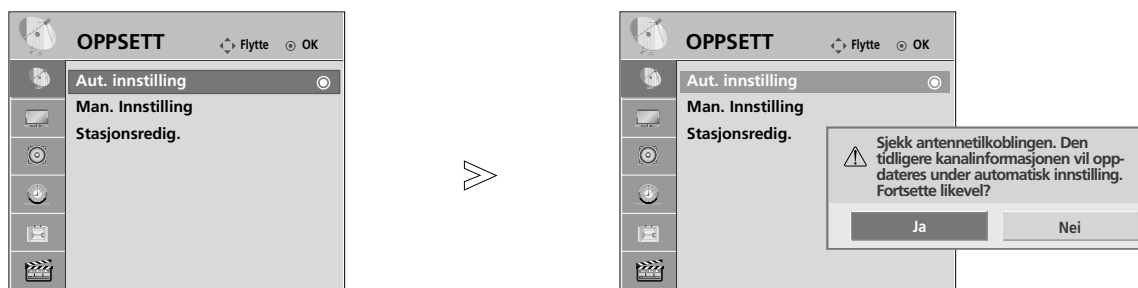 OPPSETT Flytte OK
Aut. innstilling
Man. Innstilling
Stasjonsredig.
OPPSETT Flytte OK
Aut. innstilling
Man. Innstilling
Stasjonsredig.
Sjekk antennetilkoblingen. Den
tidligere kanalinformasjonen vil opp-
dateres under automatisk innstilling.
Fortsette likevel?
Ja Nei